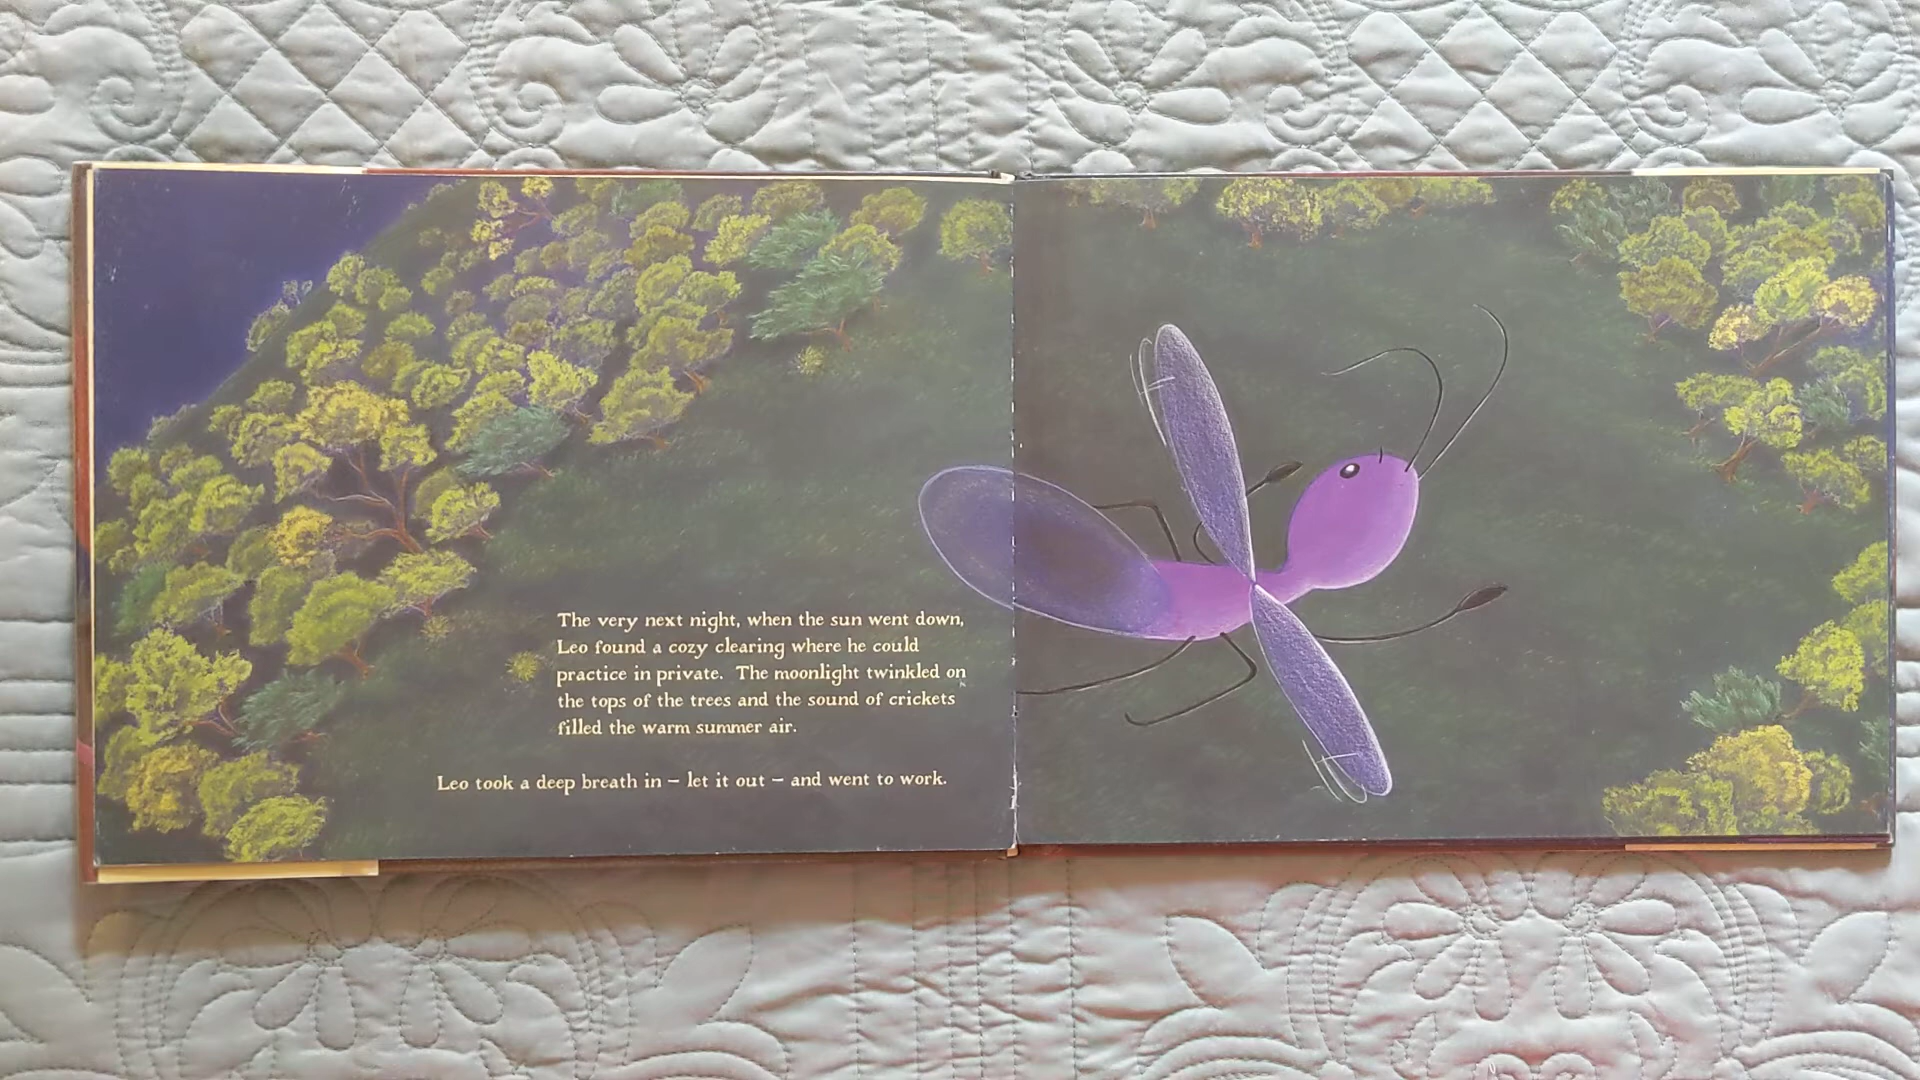 The very next night, when the sun went down,
Leo found a cozy clearing where he could
practice in private.  The moonlight twinkled on
the tops of the trees and the sound of crickets
filled the warm summer air.
Leo took a deep breath in – let it out – and went to work.